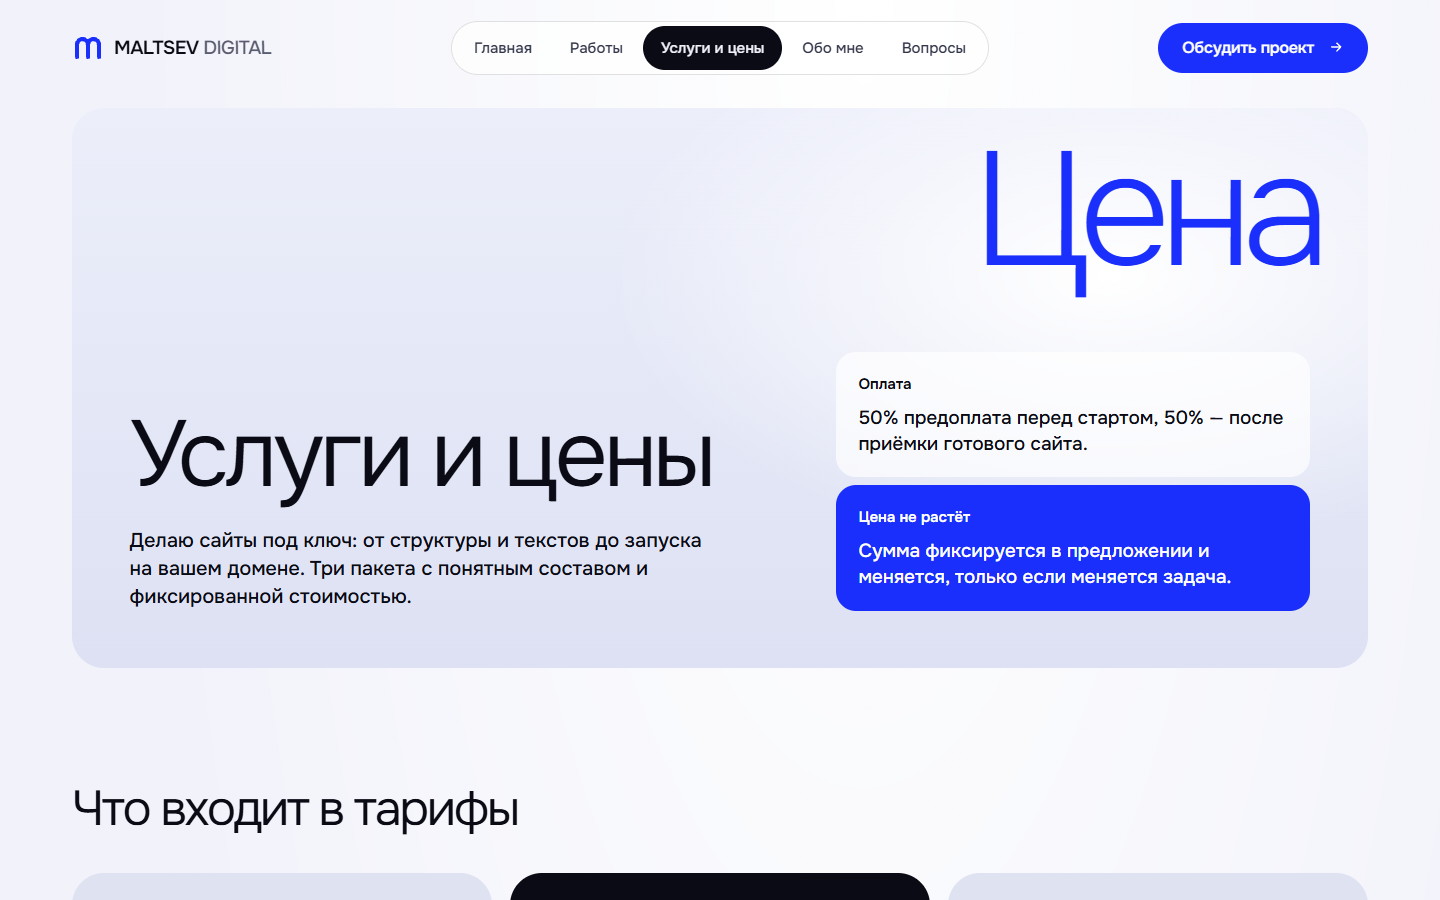 MALTSEV DIGITAL
Главная
Работы
Услуги и цены
Обо мне
Вопросы
Обсудить проект →
Цена
Услуги и цены
Делаю сайты под ключ: от структуры и текстов до запуска
на вашем домене. Три пакета с понятным составом и
фиксированной стоимостью.
Оплата
50% предоплата перед стартом, 50% — после
приёмки готового сайта.
Цена не растёт
Сумма фиксируется в предложении и
меняется, только если меняется задача.
Что входит в тарифы